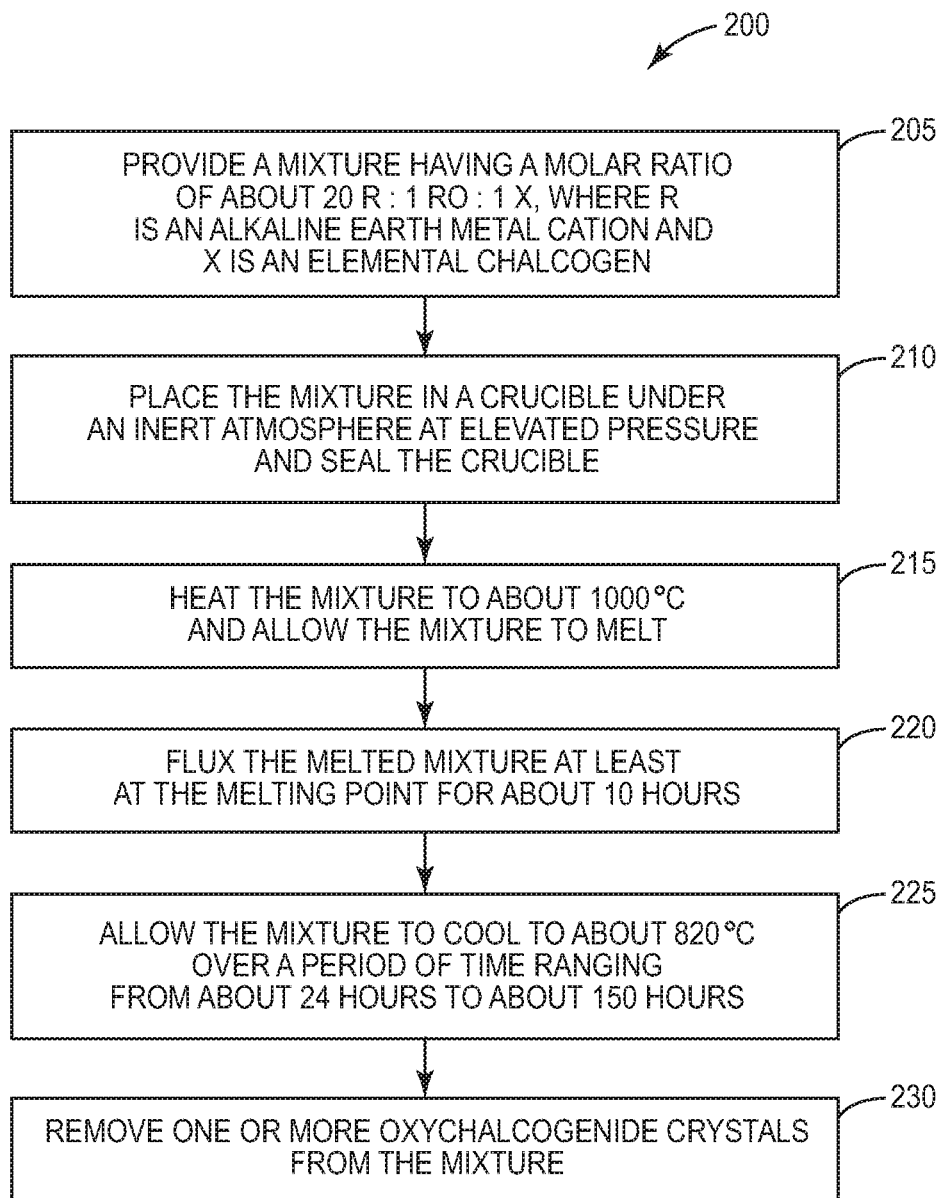 200
205
PROVIDE A MIXTURE HAVING A MOLAR RATIO
OF ABOUT 20 R : 1 RO : 1 X, WHERE R
IS AN ALKALINE EARTH METAL CATION AND
X IS AN ELEMENTAL CHALCOGEN
210
PLACE THE MIXTURE IN A CRUCIBLE UNDER
AN INERT ATMOSPHERE AT ELEVATED PRESSURE
AND SEAL THE CRUCIBLE
215
HEAT THE MIXTURE TO ABOUT 1000°C
AND ALLOW THE MIXTURE TO MELT
220
FLUX THE MELTED MIXTURE AT LEAST
AT THE MELTING POINT FOR ABOUT 10 HOURS
225
ALLOW THE MIXTURE TO COOL TO ABOUT 820°C
OVER A PERIOD OF TIME RANGING
FROM ABOUT 24 HOURS TO ABOUT 150 HOURS
230
REMOVE ONE OR MORE OXYCHALCOGENIDE CRYSTALS
FROM THE MIXTURE